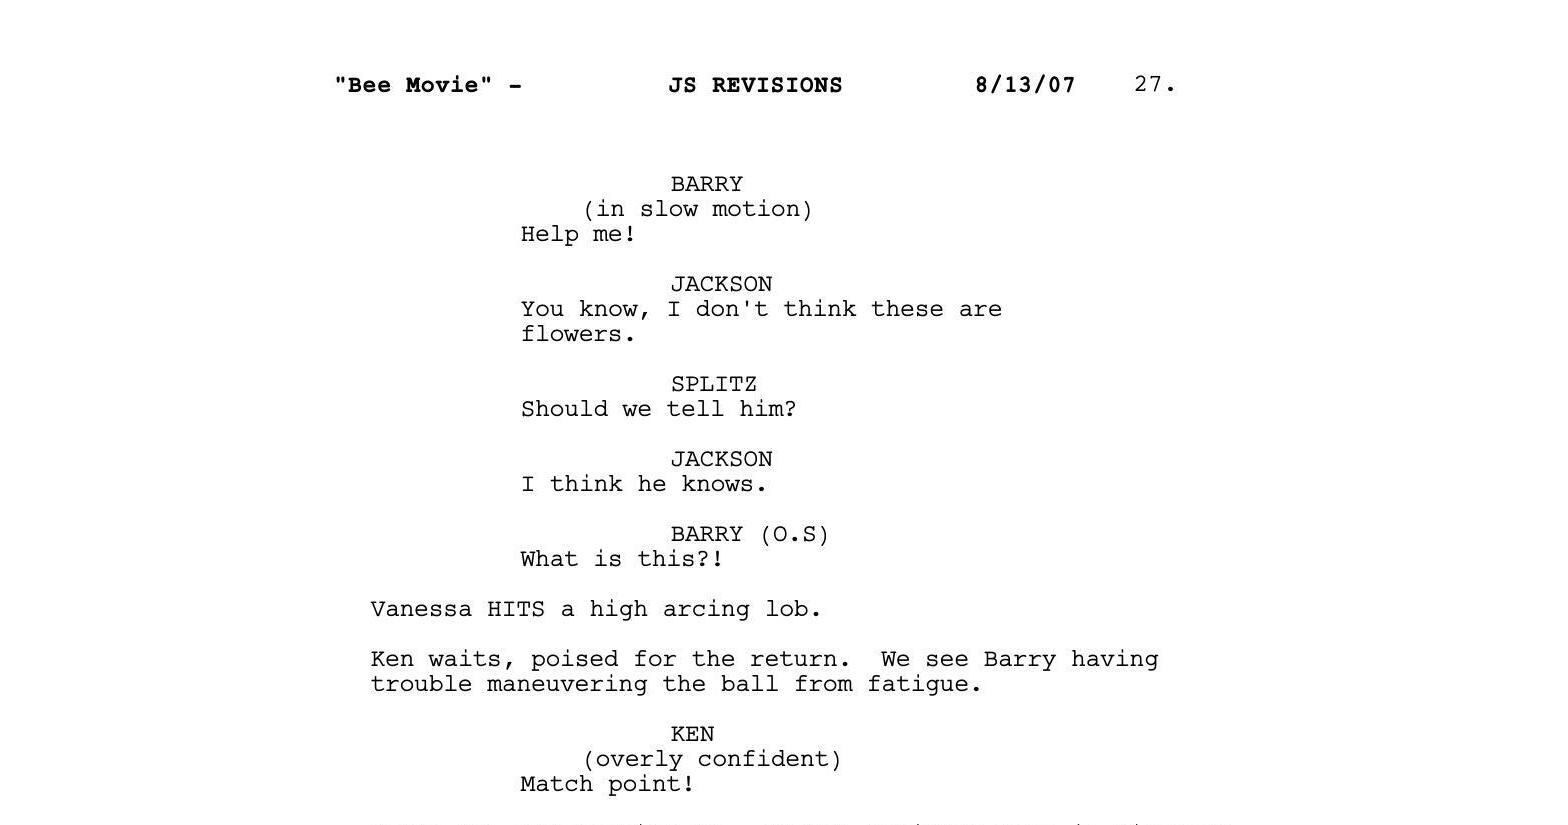 "Bee Movie" - JS REVISIONS 8/13/07 27.
BARRY
(in slow motion)
Help me!
JACKSON
You know, I don't think these are
flowers.
SPLITZ
Should we tell him?
JACKSON
I think he knows.
BARRY (O.S)
What is this?!
Vanessa HITS a high arcing lob.
Ken waits, poised for the return.  We see Barry having
trouble maneuvering the ball from fatigue.
KEN
(overly confident)
Match point!